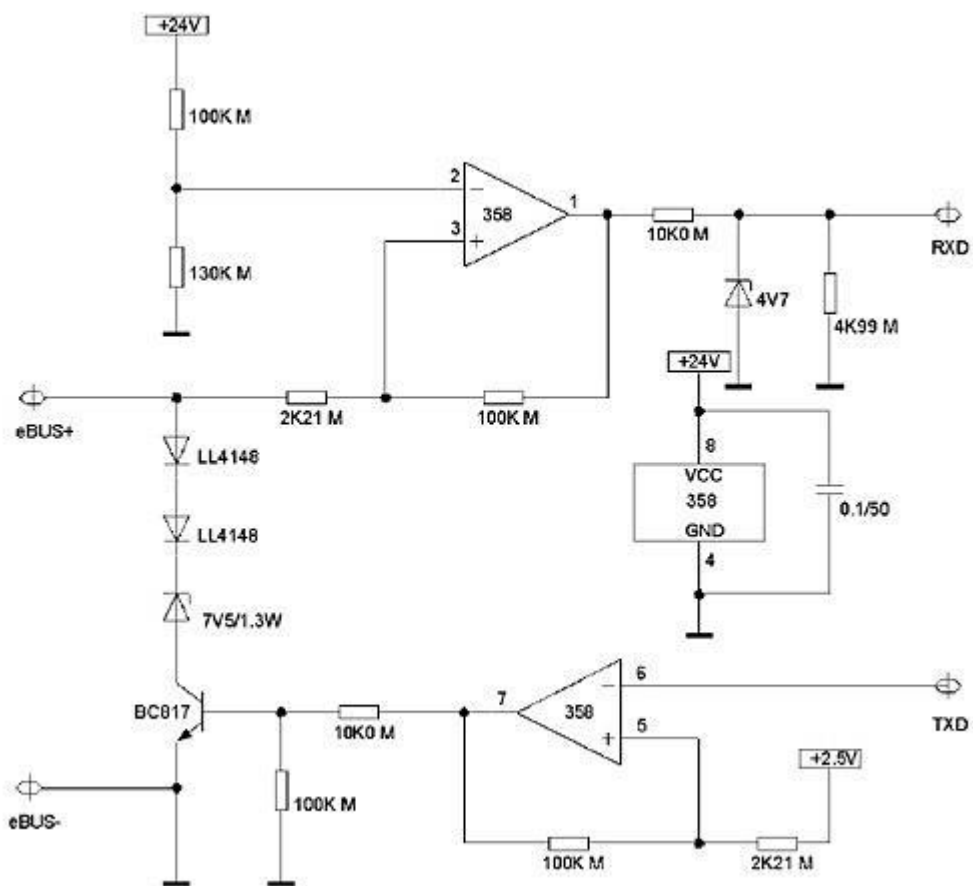 +24V
100K M
2
358
1
3
10K0 M
RXD
130K M
4V7
4K99 M
+24V
2K21 M
100K M
eBUS+
8
LL4148
VCC
358
0.1/50
GND
LL4148
4
7V5/1.3W
6
7
BC817
358
5
TXD
10K0 M
+2.5V
100K M
eBUS-
100K M
2K21 M